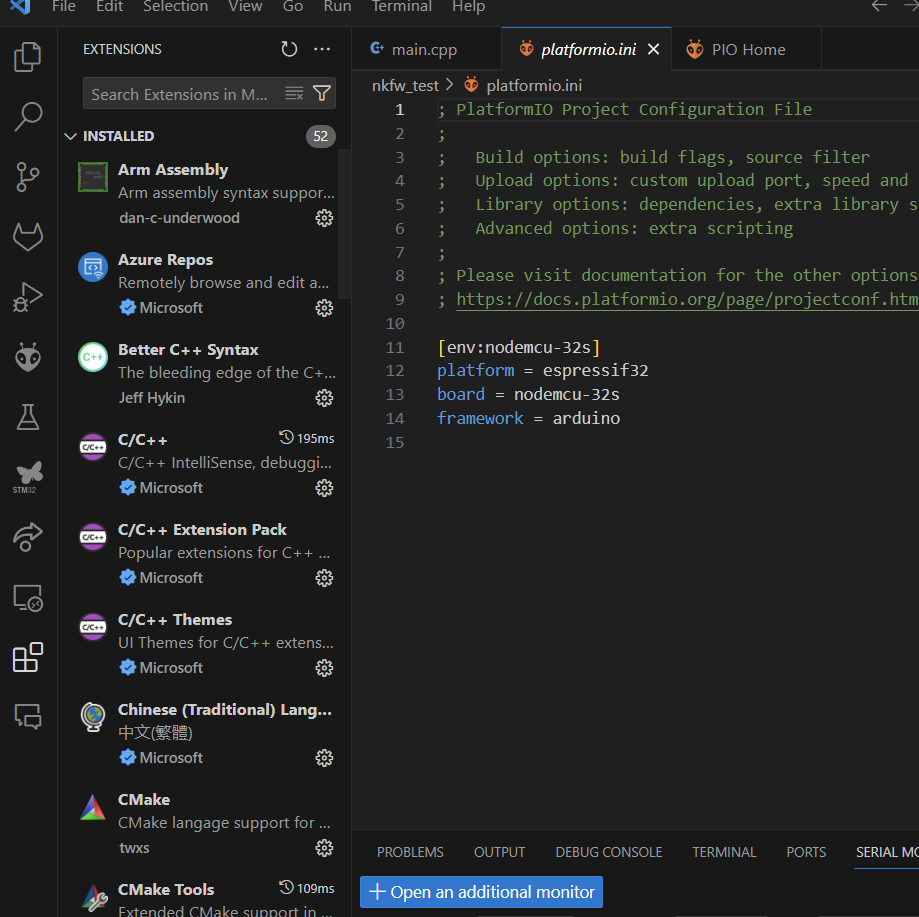 File Edit Selection View Go Run Terminal Help
EXTENSIONS
Search Extensions in M...
INSTALLED 52
Arm Assembly
Arm assembly syntax suppor...
dan-c-underwood
Azure Repos
Remotely browse and edit a...
Microsoft
Better C++ Syntax
The bleeding edge of the C+...
Jeff Hykin
C/C++ 195ms
C/C++ IntelliSense, debuggi...
Microsoft
C/C++ Extension Pack
Popular extensions for C++ ...
Microsoft
C/C++ Themes
UI Themes for C/C++ extens...
Microsoft
Chinese (Traditional) Lang...
中文(繁體)
Microsoft
CMake
CMake langage support for ...
twxs
CMake Tools 109ms
Extended CMake support in ...
STM32
main.cpp platformio.ini PIO Home
nkfw_test > platformio.ini
1 ; PlatformIO Project Configuration File
2 ;
3 ;   Build options: build flags, source filter
4 ;   Upload options: custom upload port, speed and
5 ;   Library options: dependencies, extra library s
6 ;   Advanced options: extra scripting
7 ;
8 ; Please visit documentation for the other options
9 ; https://docs.platformio.org/page/projectconf.htm
10
11 [env:nodemcu-32s]
12 platform = espressif32
13 board = nodemcu-32s
14 framework = arduino
15
PROBLEMS OUTPUT DEBUG CONSOLE TERMINAL PORTS SERIAL MO
+ Open an additional monitor